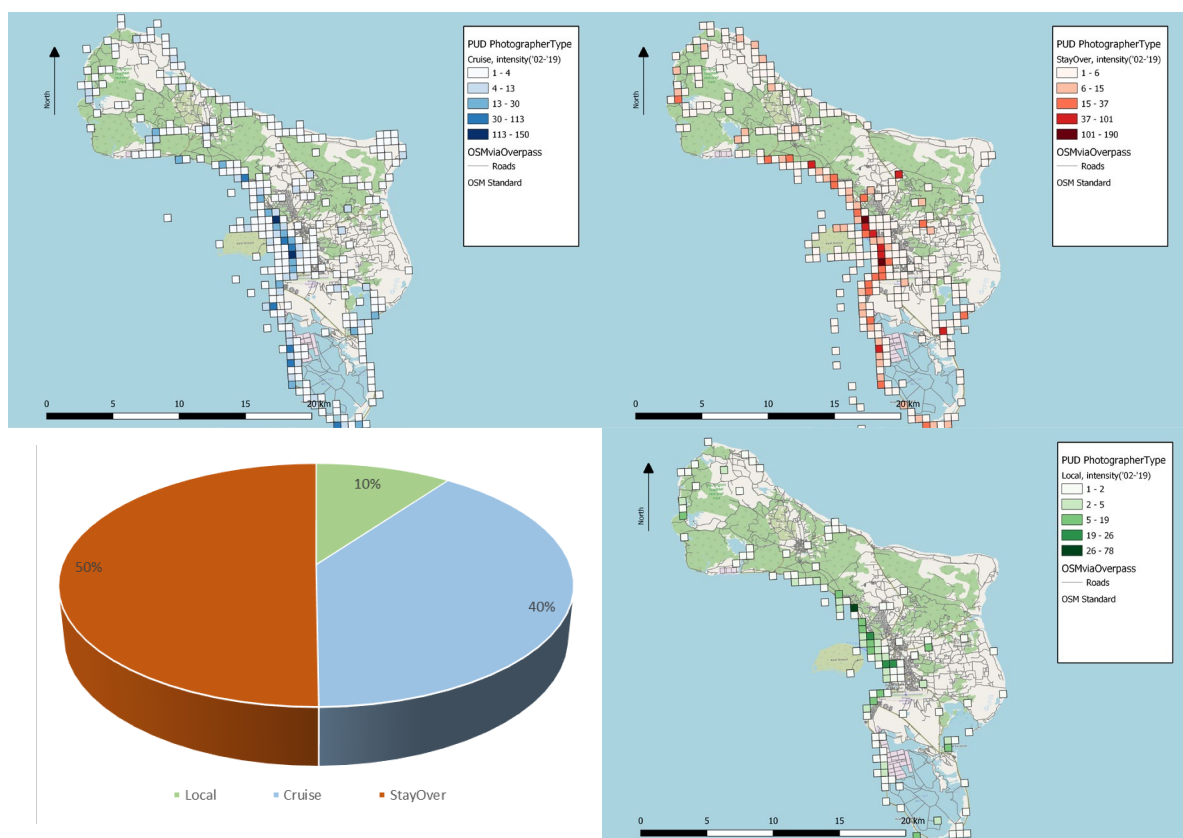 PUD PhotographerType
Cruise, intensity('02-'19)
1 - 4
4 - 13
13 - 30
30 - 113
113 - 150
OSMviaOverpass
Roads
OSM Standard
North
0 5 10 15 20 km
PUD PhotographerType
StayOver, intensity('02-'19)
1 - 6
6 - 15
15 - 37
37 - 101
101 - 190
OSMviaOverpass
Roads
OSM Standard
North
0 5 10 15 20 km
10%
50%
40%
Local Cruise StayOver
PUD PhotographerType
Local, intensity('02-'19)
1 - 2
2 - 5
5 - 19
19 - 26
26 - 78
OSMviaOverpass
Roads
OSM Standard
North
0 5 10 15 20 km